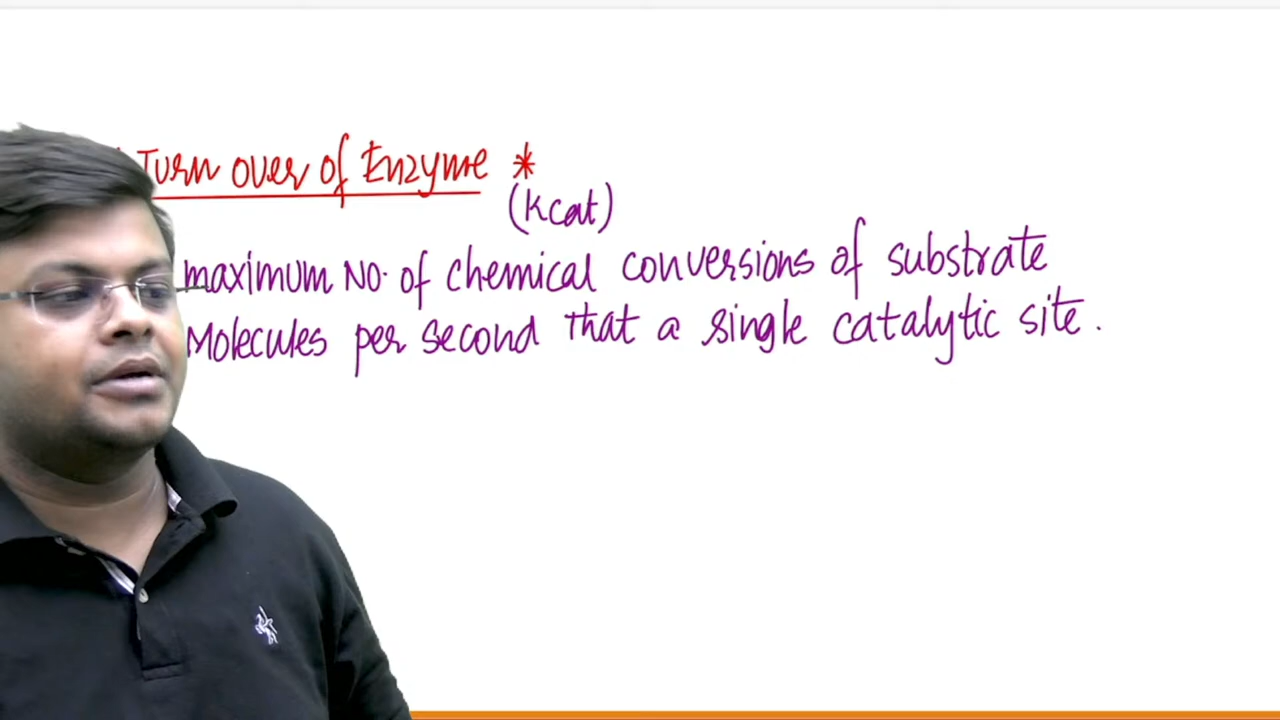 Turn over of Enzyme *
(Kcat)
maximum No. of chemical conversions of substrate
Molecules per second that a single catalytic site.